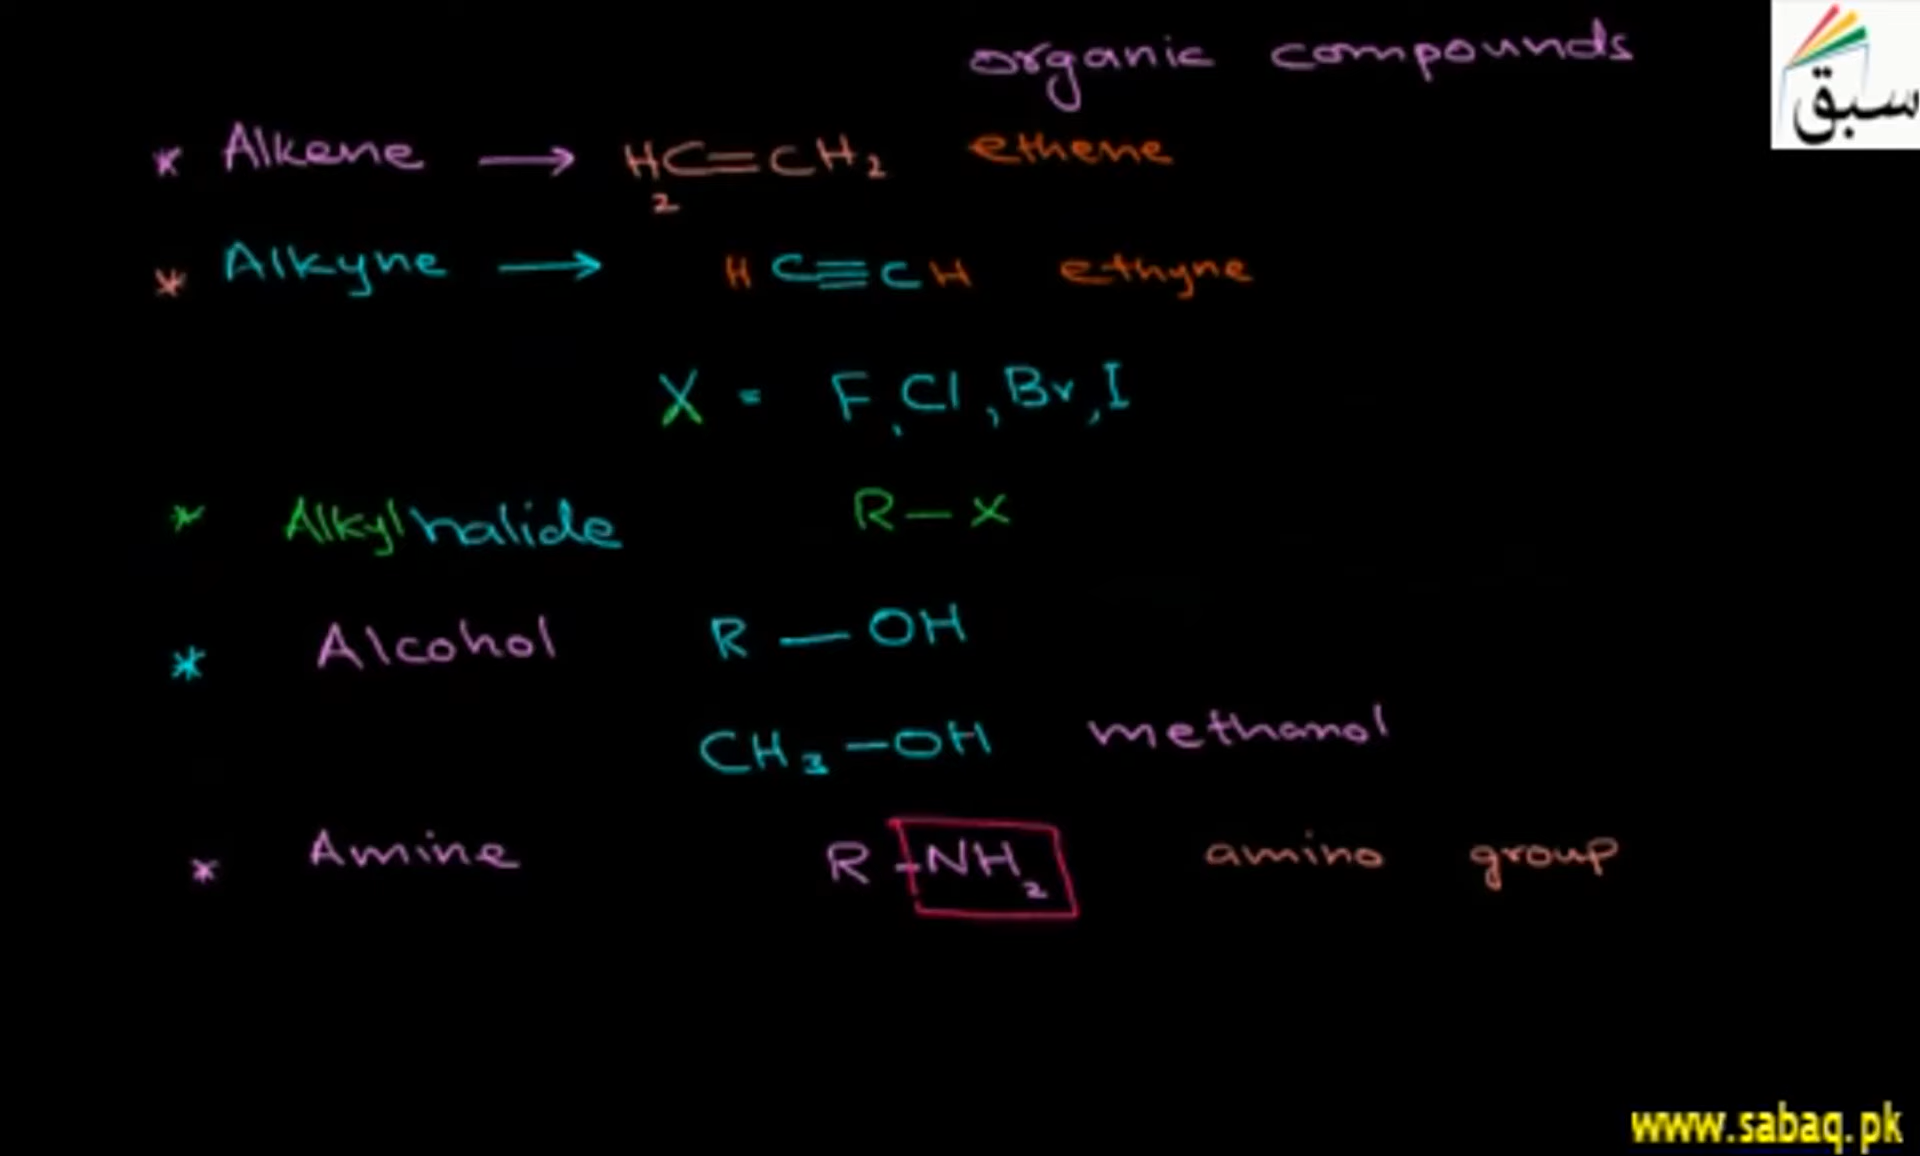 organic compounds
سبق
* Alkene → H₂C=CH₂ ethene
* Alkyne → HC≡CH ethyne
X = F, Cl, Br, I
* Alkyl halide R—X
* Alcohol R—OH
CH₃—OH methanol
* Amine R-NH₂ amino group
www.sabaq.pk